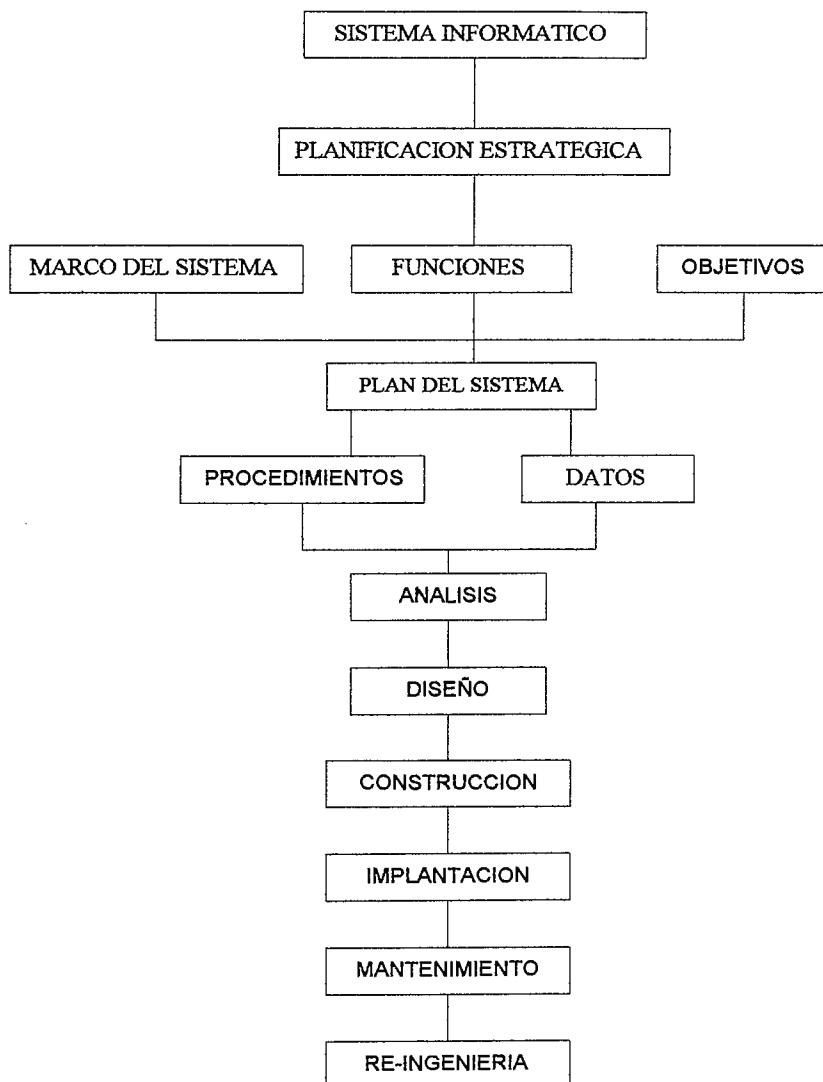 SISTEMA INFORMATICO
PLANIFICACION ESTRATEGICA
MARCO DEL SISTEMA
FUNCIONES
OBJETIVOS
PLAN DEL SISTEMA
PROCEDIMIENTOS
DATOS
ANALISIS
DISEÑO
CONSTRUCCION
IMPLANTACION
MANTENIMIENTO
RE-INGENIERIA